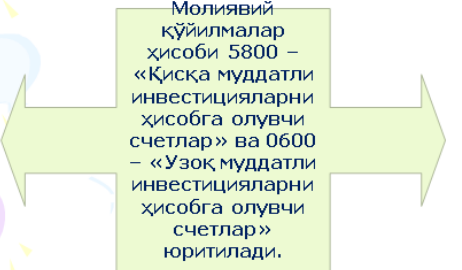 Молиявий
қўйилмалар
ҳисоби 5800 –
«Қисқа муддатли
инвестицияларни
ҳисобга олувчи
счетлар» ва 0600
– «Узоқ муддатли
инвестицияларни
ҳисобга олувчи
счетлар»
юритилади.